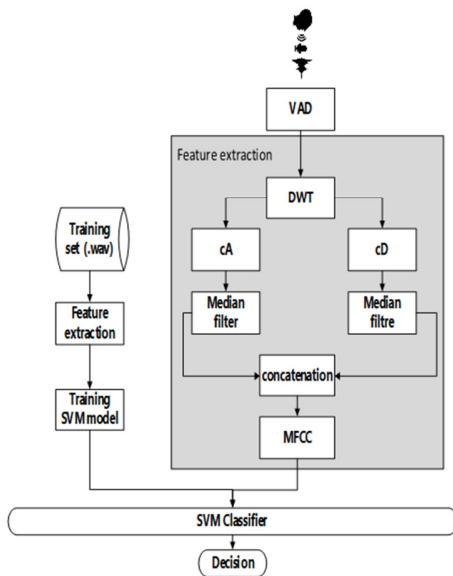 VAD
Feature extraction
DWT
cA
cD
Median
filter
Median
filtre
concatenation
MFCC
Training
set (.wav)
Feature
extraction
Training
SVM model
SVM Classifier
Decision